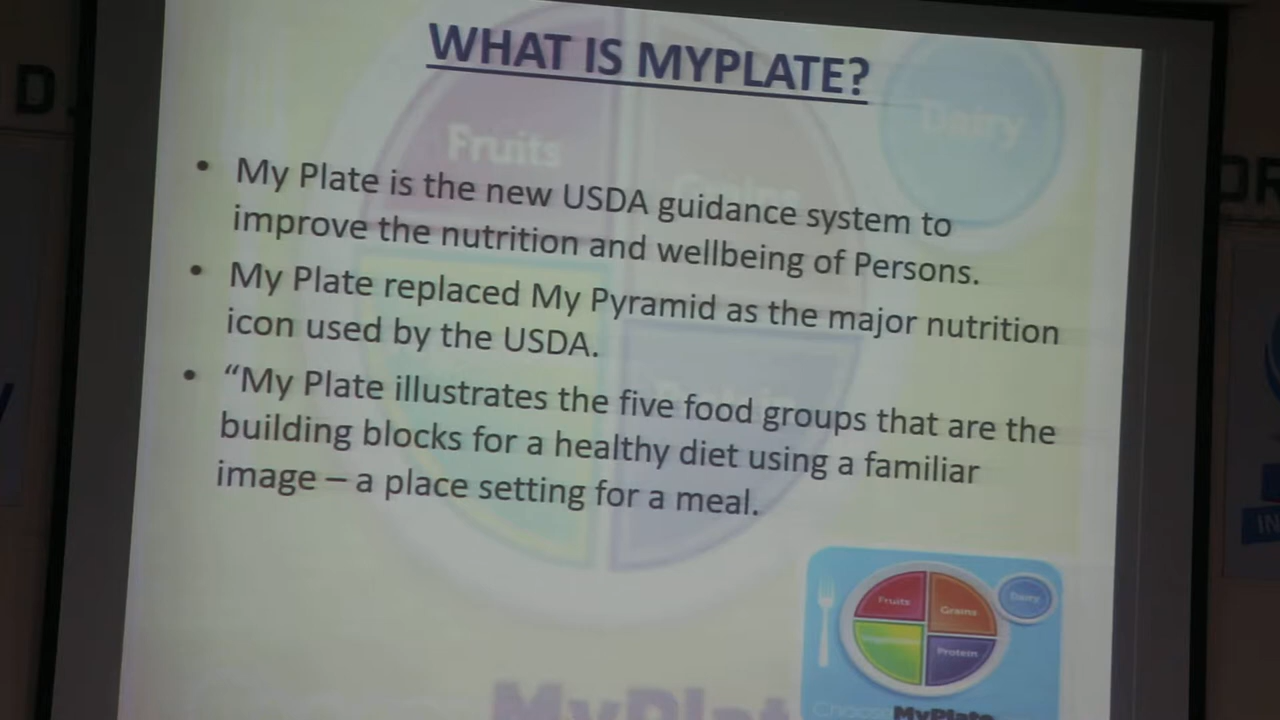 WHAT IS MYPLATE?
Fruits
Dairy
• My Plate is the new USDA guidance system to
improve the nutrition and wellbeing of Persons.
• My Plate replaced My Pyramid as the major nutrition
icon used by the USDA.
• “My Plate illustrates the five food groups that are the
building blocks for a healthy diet using a familiar
image – a place setting for a meal.
Fruits
Grains
Dairy
Protein
MyPlate